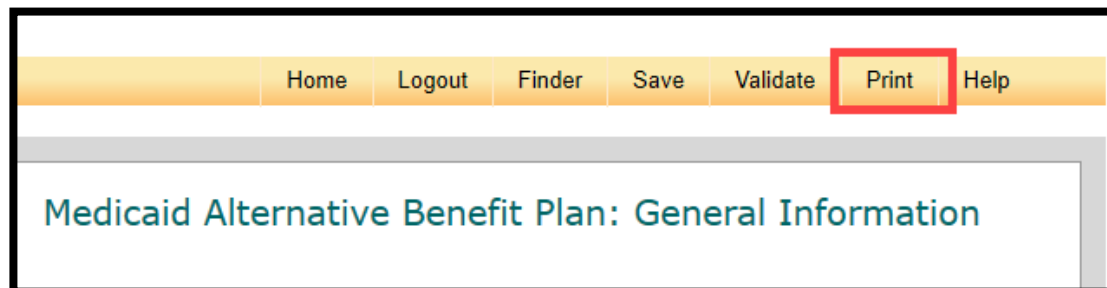 Home Logout Finder Save Validate Print Help
Medicaid Alternative Benefit Plan: General Information